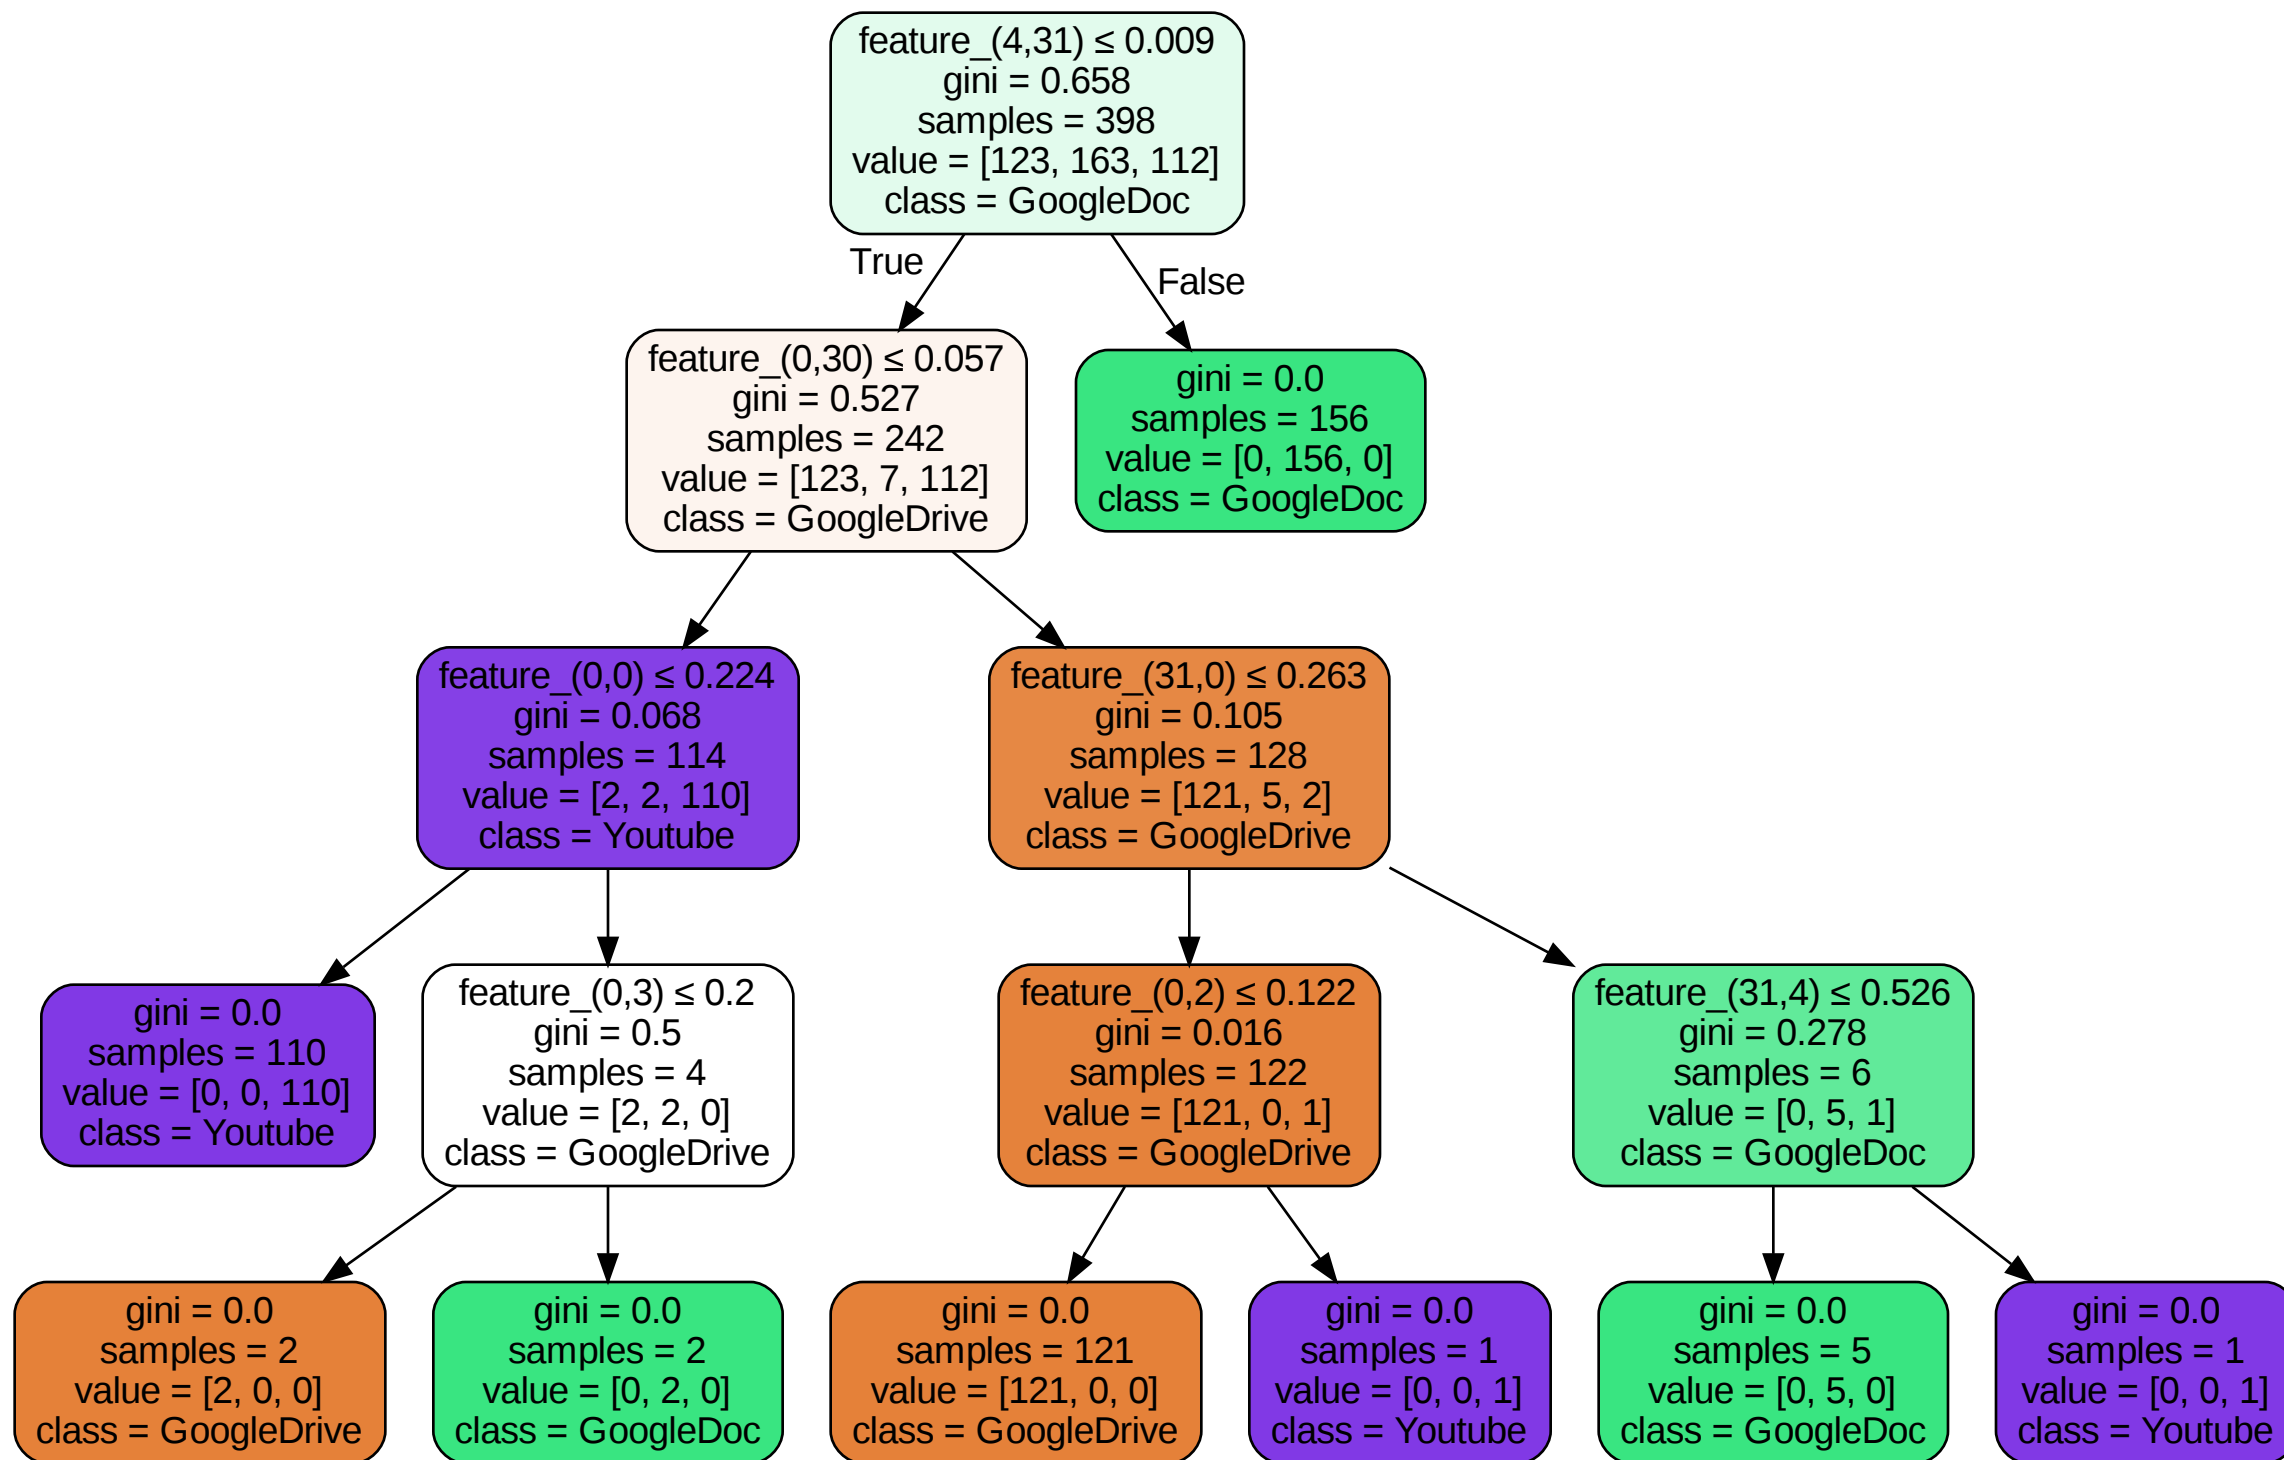 feature_(4,31) ≤ 0.009
gini = 0.658
samples = 398
value = [123, 163, 112]
class = GoogleDoc
True
False
feature_(0,30) ≤ 0.057
gini = 0.527
samples = 242
value = [123, 7, 112]
class = GoogleDrive
gini = 0.0
samples = 156
value = [0, 156, 0]
class = GoogleDoc
feature_(0,0) ≤ 0.224
gini = 0.068
samples = 114
value = [2, 2, 110]
class = Youtube
feature_(31,0) ≤ 0.263
gini = 0.105
samples = 128
value = [121, 5, 2]
class = GoogleDrive
gini = 0.0
samples = 110
value = [0, 0, 110]
class = Youtube
feature_(0,3) ≤ 0.2
gini = 0.5
samples = 4
value = [2, 2, 0]
class = GoogleDrive
feature_(0,2) ≤ 0.122
gini = 0.016
samples = 122
value = [121, 0, 1]
class = GoogleDrive
feature_(31,4) ≤ 0.526
gini = 0.278
samples = 6
value = [0, 5, 1]
class = GoogleDoc
gini = 0.0
samples = 2
value = [2, 0, 0]
class = GoogleDrive
gini = 0.0
samples = 2
value = [0, 2, 0]
class = GoogleDoc
gini = 0.0
samples = 121
value = [121, 0, 0]
class = GoogleDrive
gini = 0.0
samples = 1
value = [0, 0, 1]
class = Youtube
gini = 0.0
samples = 5
value = [0, 5, 0]
class = GoogleDoc
gini = 0.0
samples = 1
value = [0, 0, 1]
class = Youtube